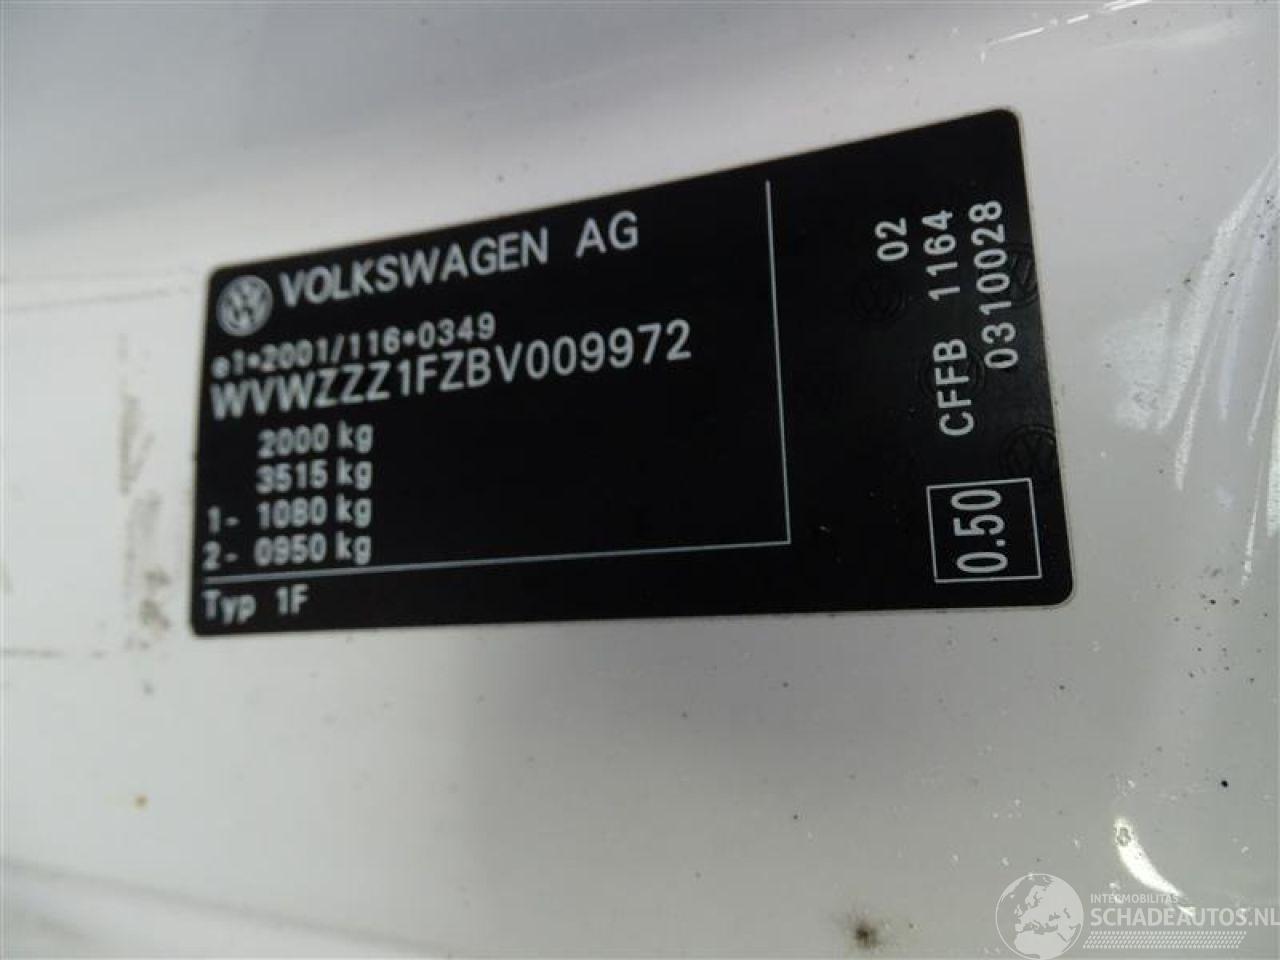 VOLKSWAGEN AG
e1*2001/116*0349
WVWZZZ1FZBV009972
2000 kg
3515 kg
1- 1080 kg
2- 0950 kg
Typ 1F
02
CFFB 1164
0310028
0.50
INTERMOBILITAS
SCHADEAUTOS.NL